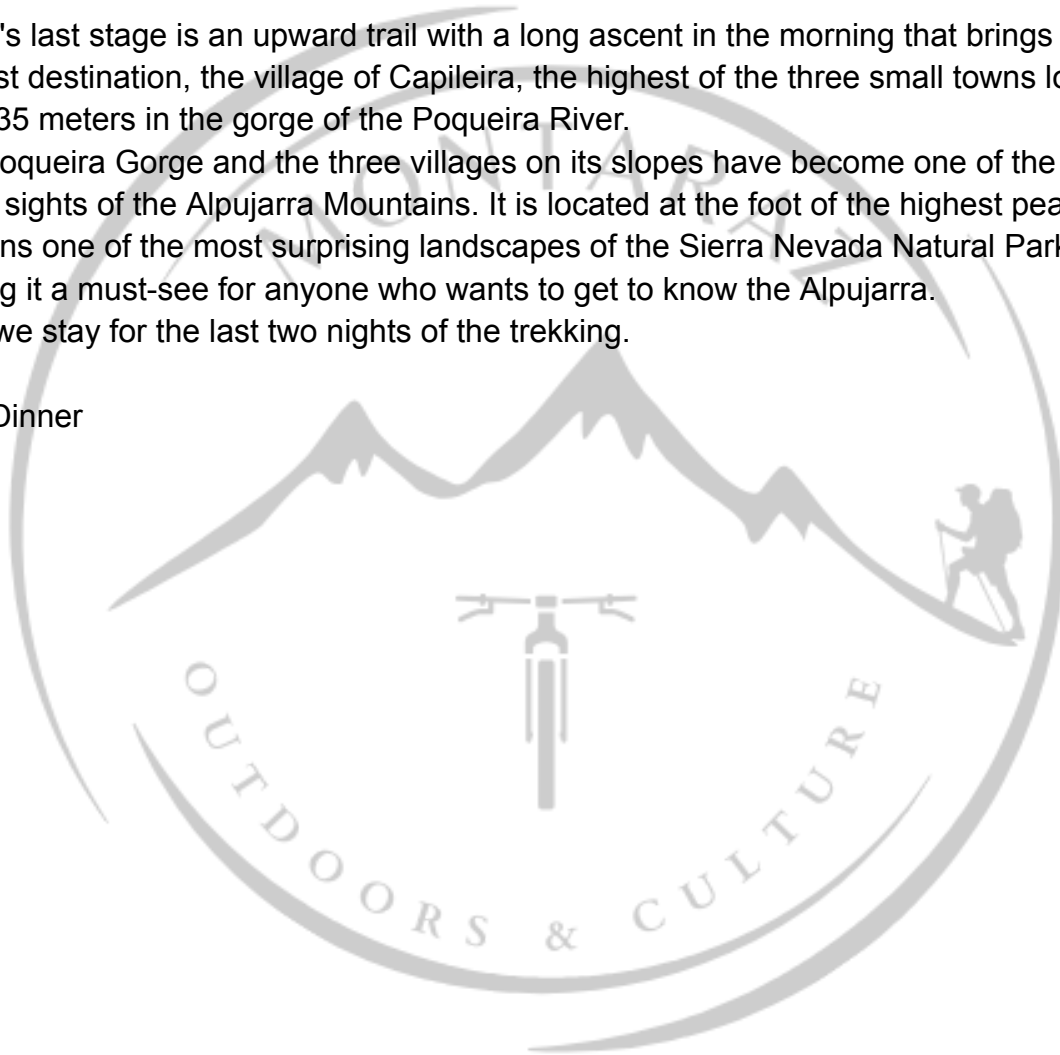 's last stage is an upward trail with a long ascent in the morning that brings
st destination, the village of Capileira, the highest of the three small towns lo
35 meters in the gorge of the Poqueira River.
oqueira Gorge and the three villages on its slopes have become one of the
sights of the Alpujarra Mountains. It is located at the foot of the highest pea
ns one of the most surprising landscapes of the Sierra Nevada Natural Park
g it a must-see for anyone who wants to get to know the Alpujarra.
we stay for the last two nights of the trekking.
Dinner
MONTARAZ
OUTDOORS & CULTURE